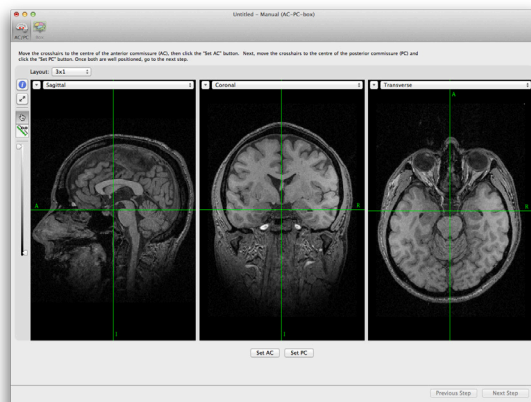 Untitled - Manual (AC-PC-box)
AC/PC Box
Move the crosshairs to the centre of the anterior commissure (AC), then click the "Set AC" button. Next, move the crosshairs to the centre of the posterior commissure (PC) and
click the "Set PC" button. Once both are well positioned, go to the next step.
Layout: 3x1
Sagittal Coronal Transverse
A
A R R
I I
Set AC Set PC
Previous Step Next Step